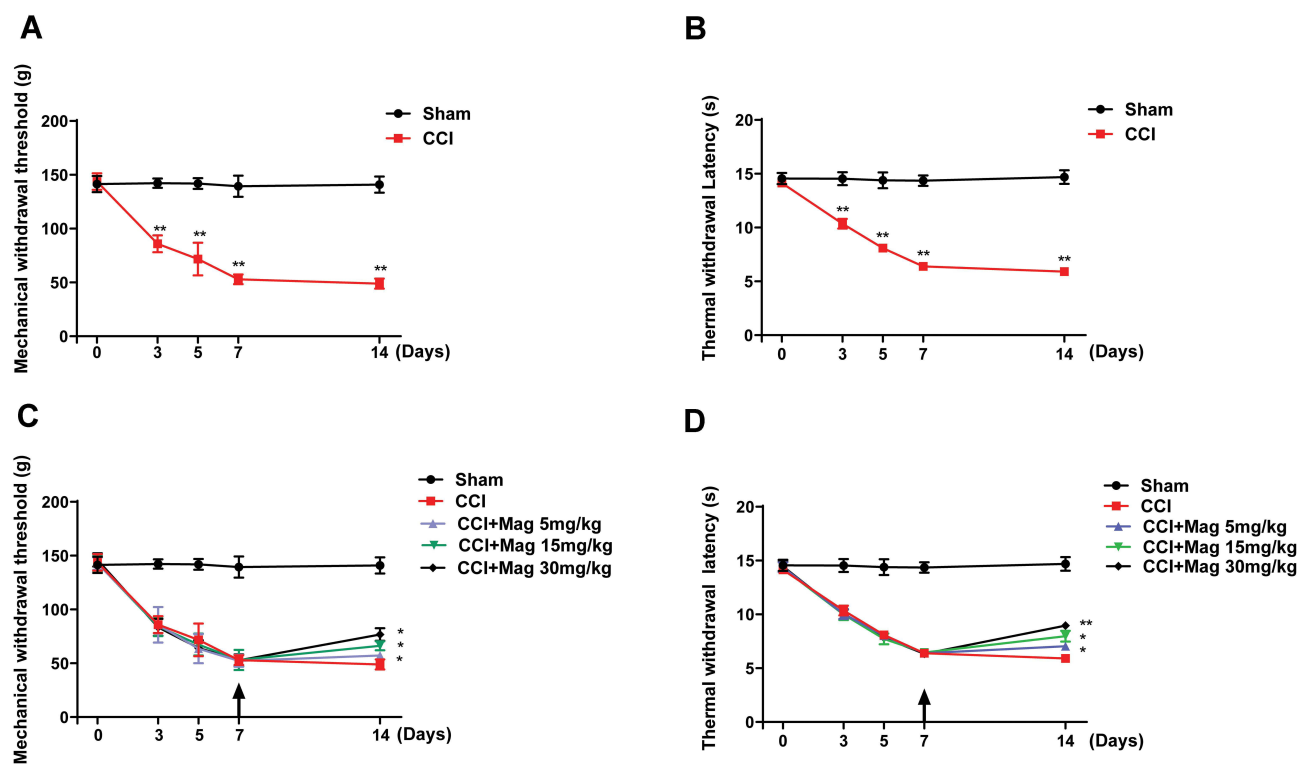 A
Mechanical withdrawal threshold (g)
200
150
100
50
0
0 3 5 7 14 (Days)
Sham
CCI
**
**
**
**
B
Thermal withdrawal Latency (s)
20
15
10
5
0
0 3 5 7 14 (Days)
Sham
CCI
**
**
**
**
C
Mechanical withdrawal threshold (g)
200
150
100
50
0
0 3 5 7 14 (Days)
Sham
CCI
CCI+Mag 5mg/kg
CCI+Mag 15mg/kg
CCI+Mag 30mg/kg
*
*
*
D
Thermal withdrawal latency (s)
20
15
10
5
0
0 3 5 7 14 (Days)
Sham
CCI
CCI+Mag 5mg/kg
CCI+Mag 15mg/kg
CCI+Mag 30mg/kg
**
*
*